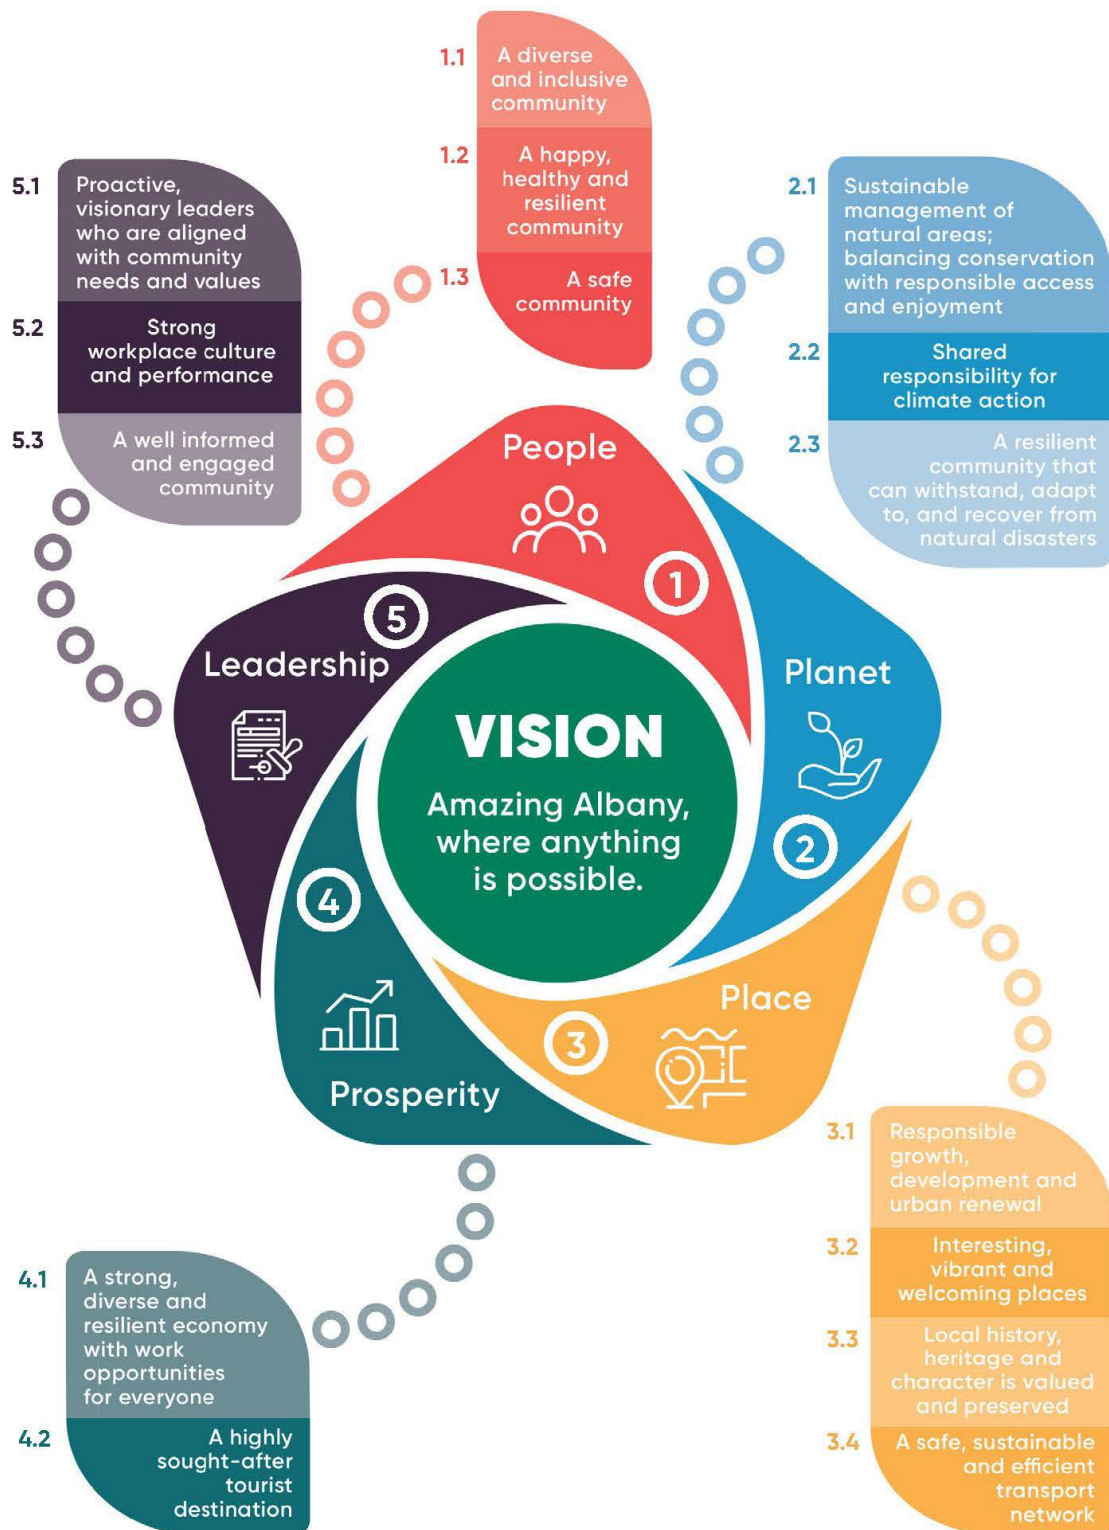 1.1 A diverse
and inclusive
community
1.2 A happy,
healthy and
resilient
community
1.3 A safe
community
5.1 Proactive,
visionary leaders
who are aligned
with community
needs and values
5.2 Strong
workplace culture
and performance
5.3 A well informed
and engaged
community
2.1 Sustainable
management of
natural areas;
balancing conservation
with responsible access
and enjoyment
2.2 Shared
responsibility for
climate action
2.3 A resilient
community that
can withstand, adapt
to, and recover from
natural disasters
People
1
5
Leadership
Planet
VISION
Amazing Albany,
where anything
is possible.
2
4
Place
3
Prosperity
3.1 Responsible
growth,
development and
urban renewal
3.2 Interesting,
vibrant and
welcoming places
3.3 Local history,
heritage and
character is valued
and preserved
3.4 A safe, sustainable
and efficient
transport
network
4.1 A strong,
diverse and
resilient economy
with work
opportunities
for everyone
4.2 A highly
sought-after
tourist
destination